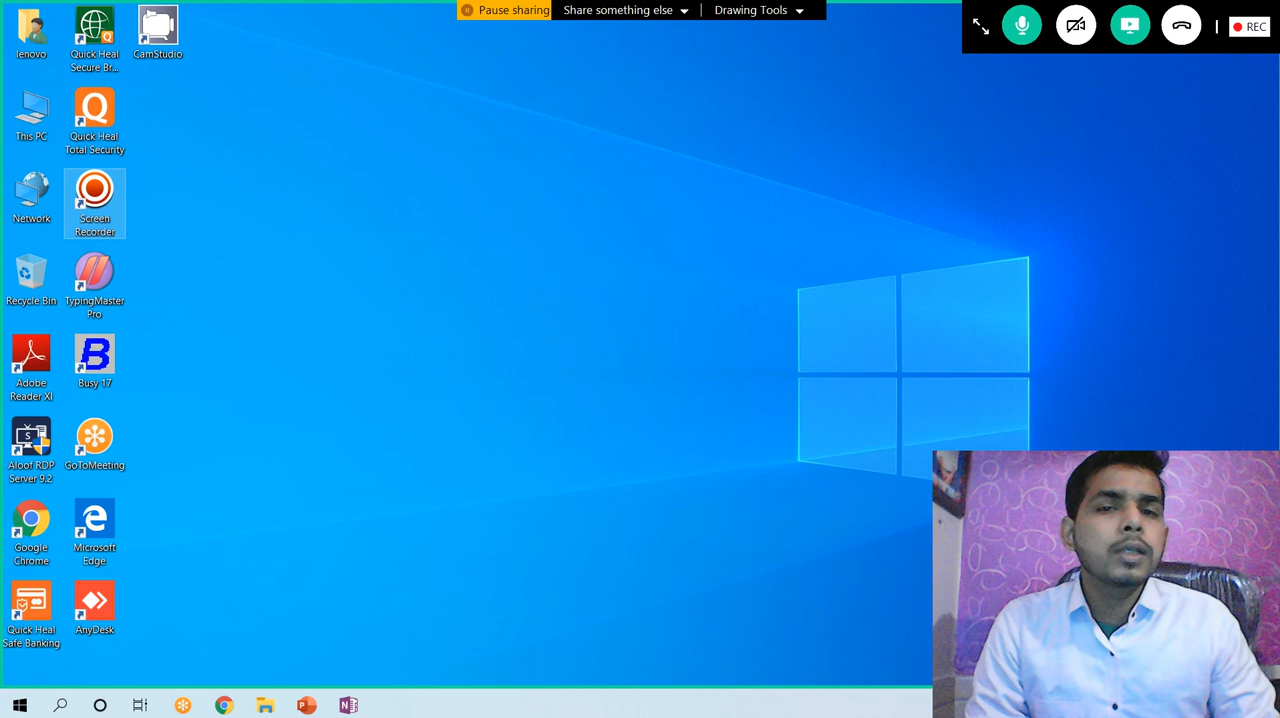 Pause sharing
Share something else
Drawing Tools
REC
lenovo
Quick Heal
Secure Br...
CamStudio
This PC
Quick Heal
Total Security
Network
Screen
Recorder
Recycle Bin
TypingMaster
Pro
Adobe
Reader XI
Busy 17
Aloof RDP
Server 9.2
GoToMeeting
Google
Chrome
Microsoft
Edge
Quick Heal
Safe Banking
AnyDesk